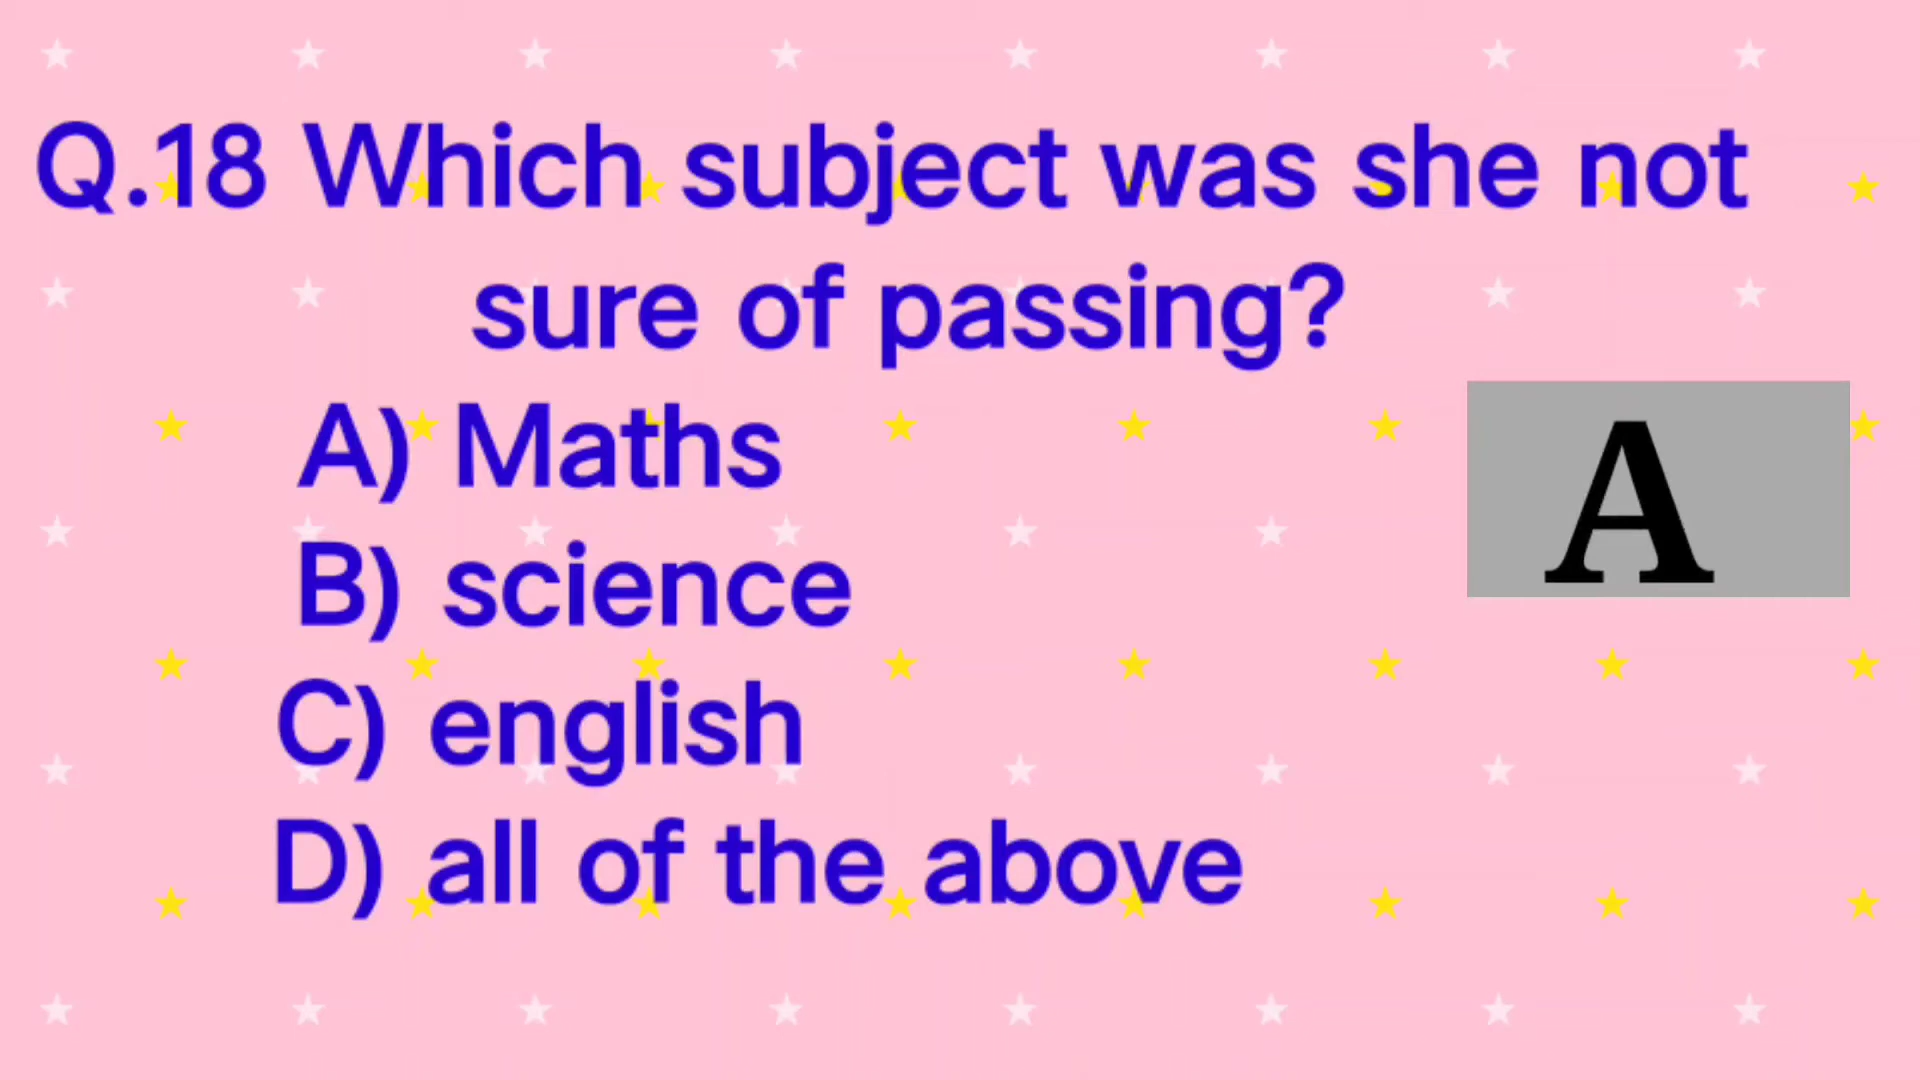 Q.18 Which subject was she not
sure of passing?
A) Maths
A
B) science
C) english
D) all of the above